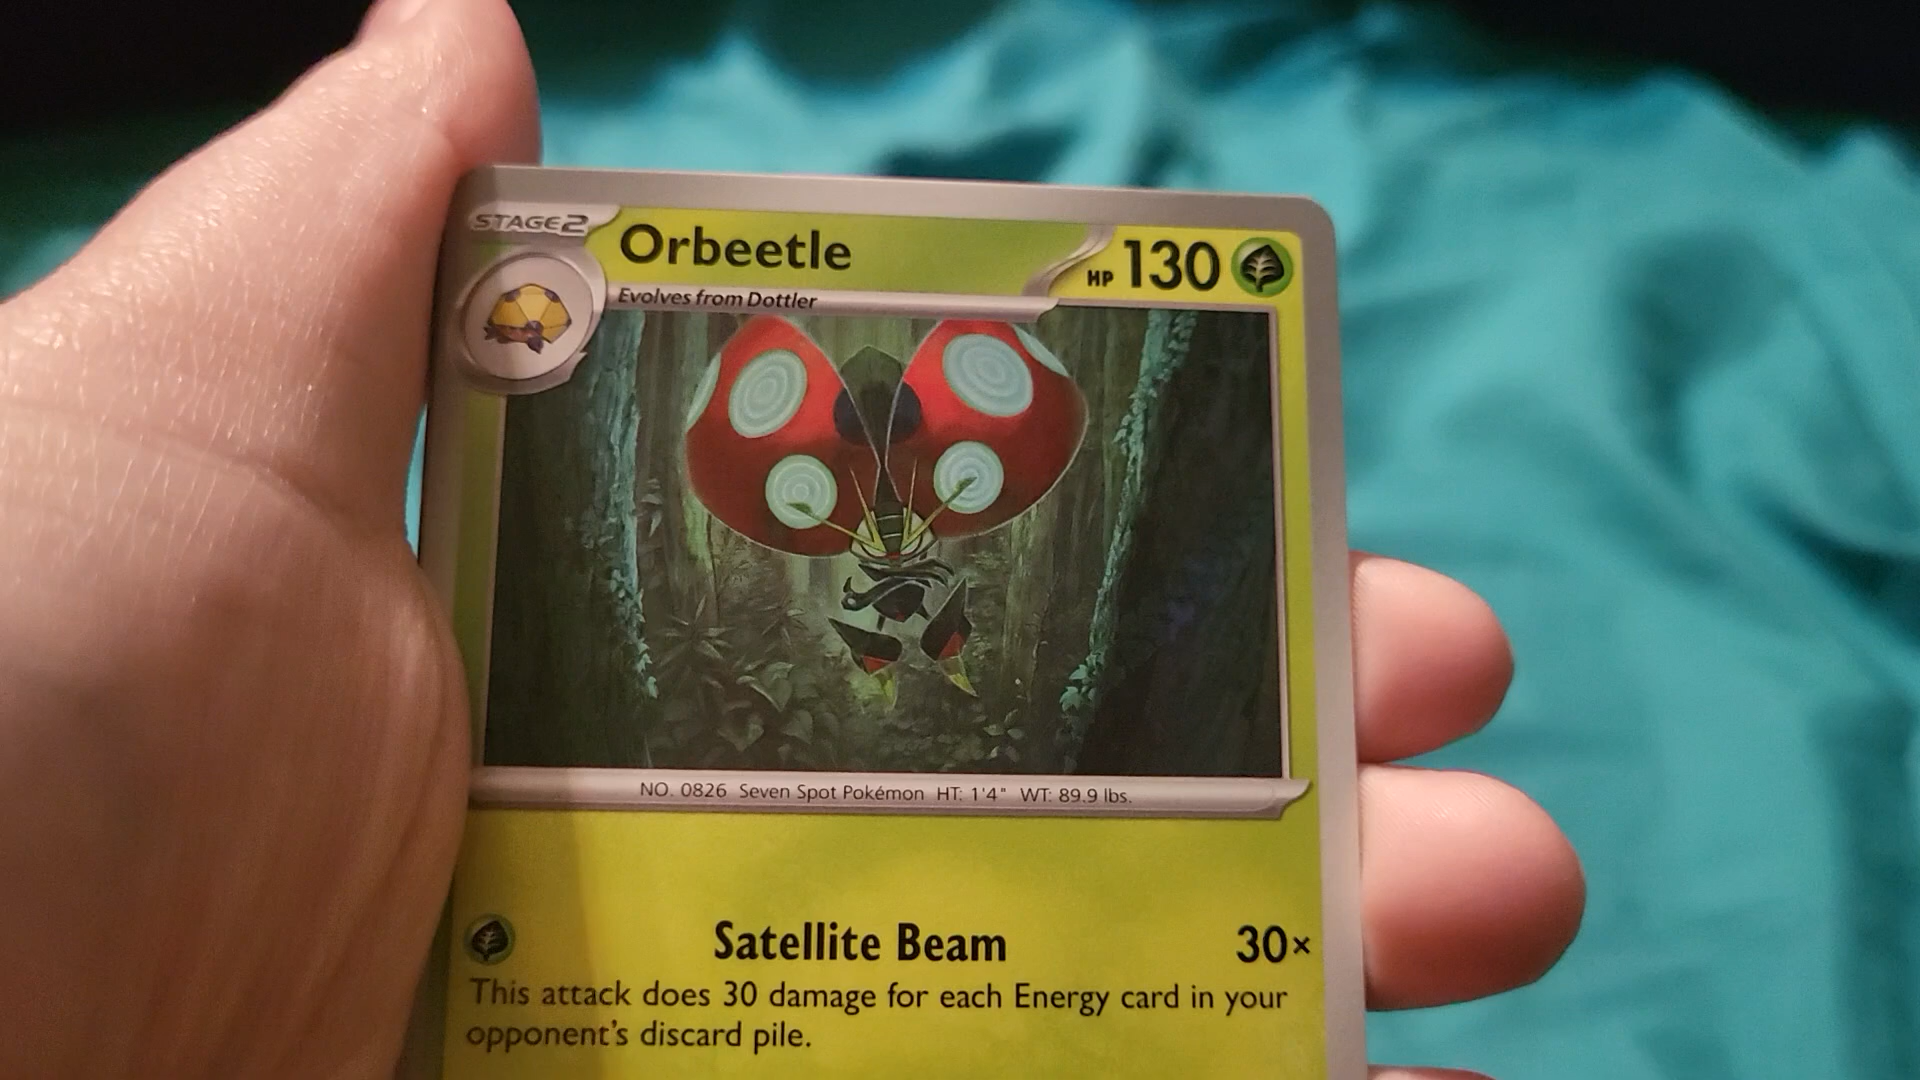 STAGE2
Orbeetle
HP 130
Evolves from Dottler
NO. 0826 Seven Spot Pokémon HT: 1'4" WT: 89.9 lbs.
Satellite Beam 30×
This attack does 30 damage for each Energy card in your
opponent's discard pile.